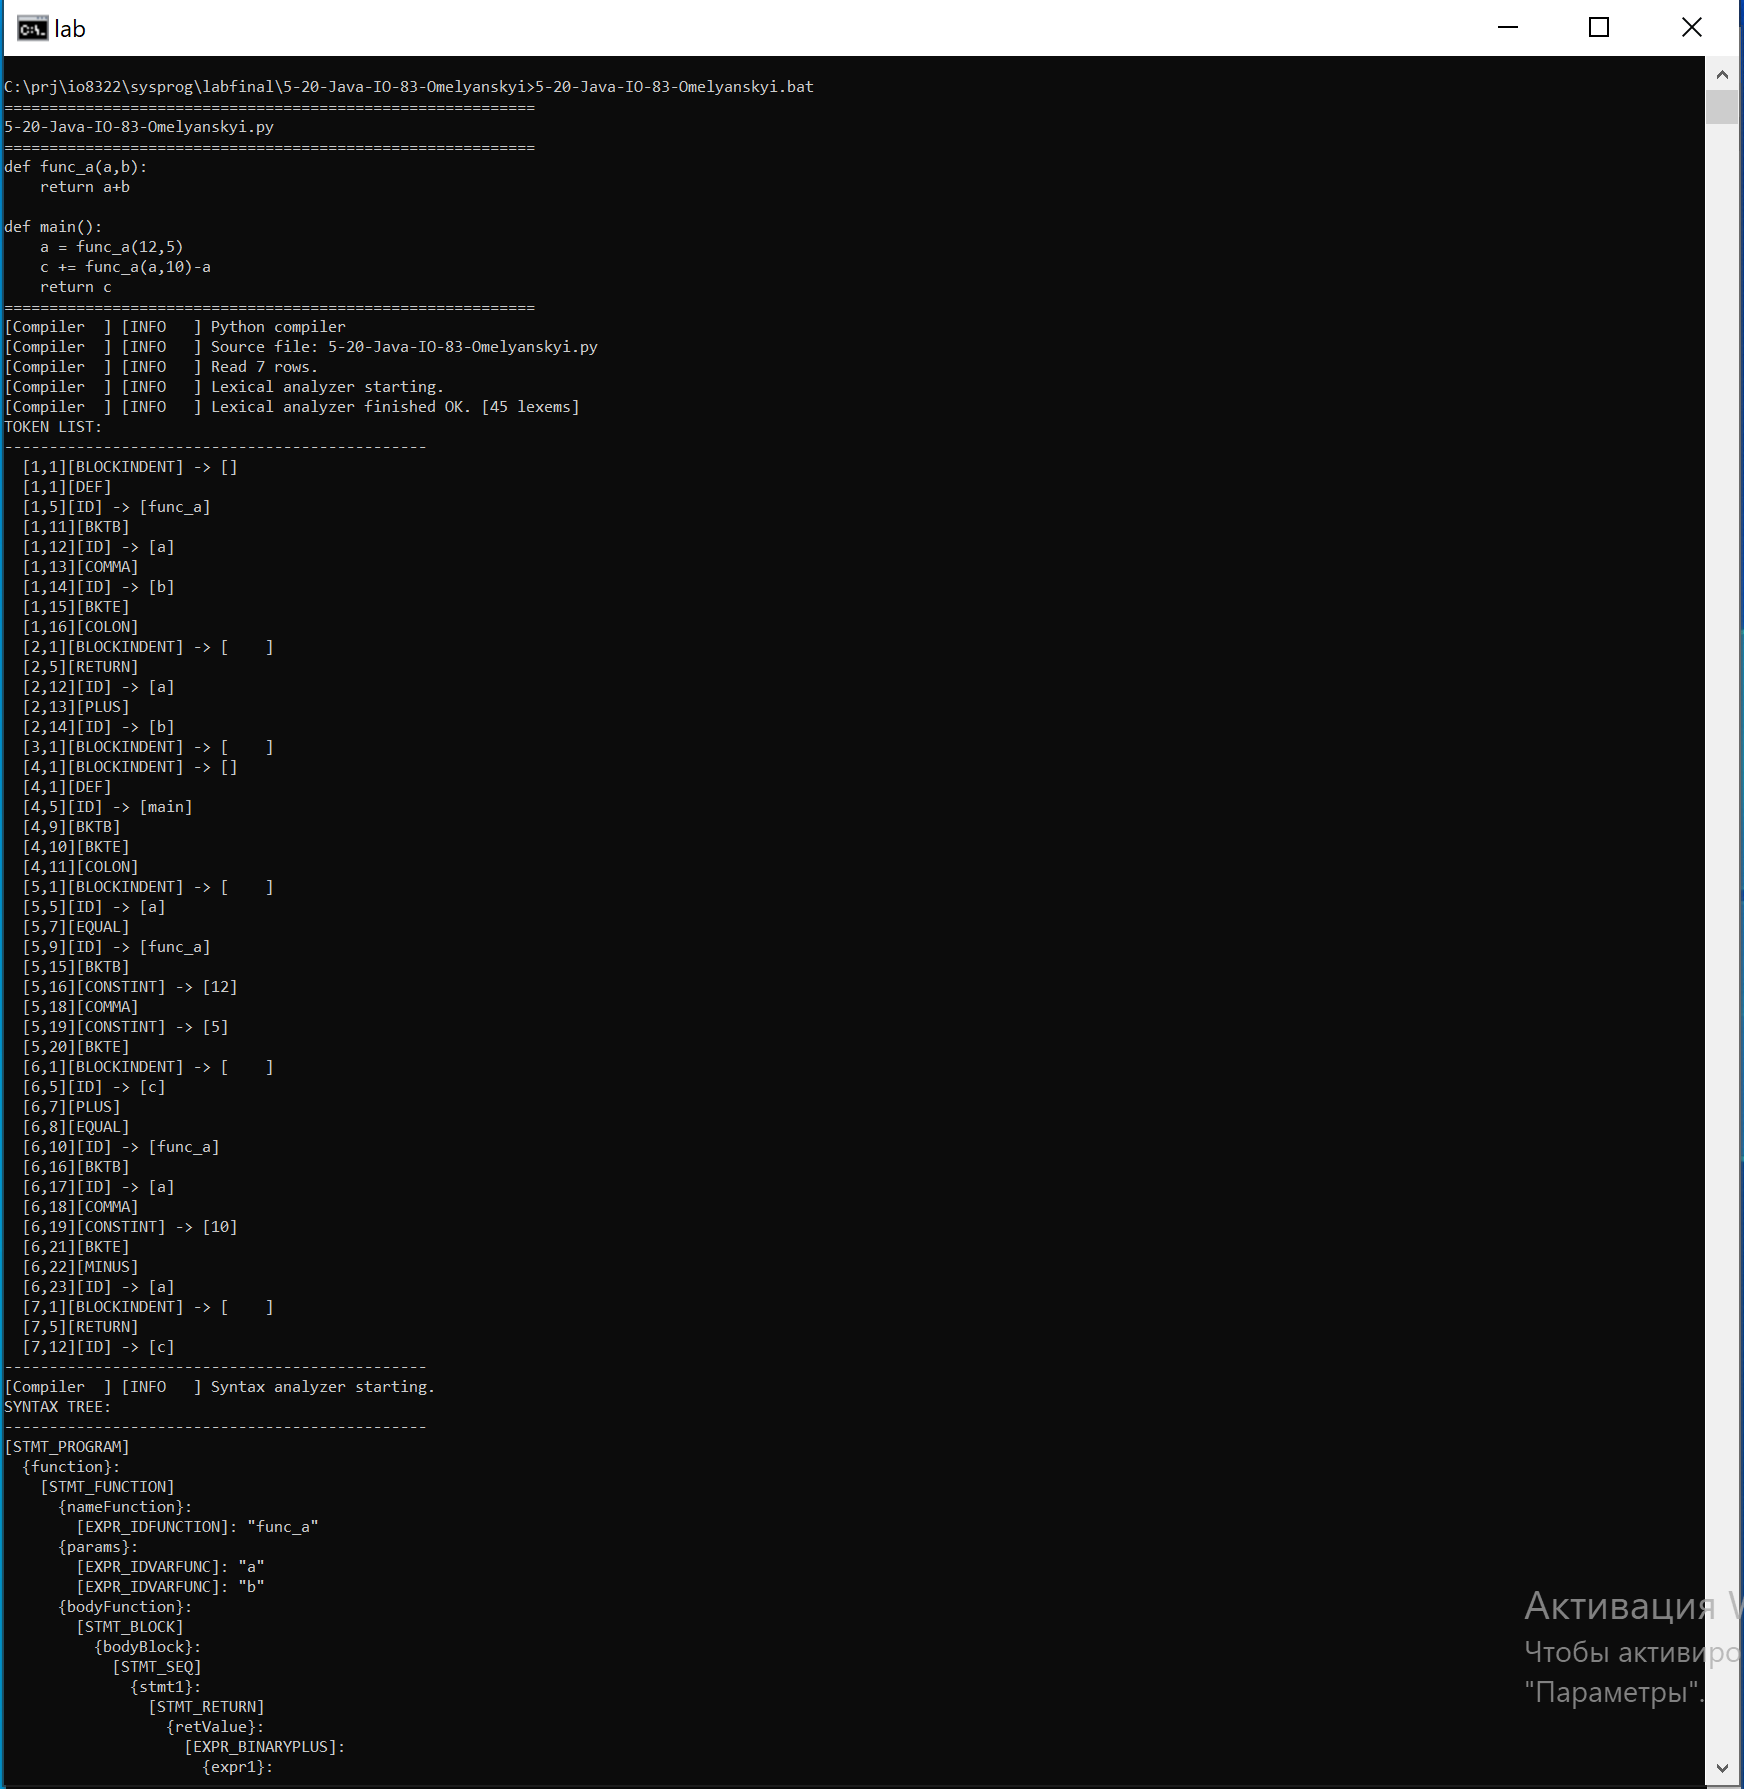 lab
C:\prj\io8322\sysprog\labfinal\5-20-Java-IO-83-Omelyanskyi>5-20-Java-IO-83-Omelyanskyi.bat
===========================================================
5-20-Java-IO-83-Omelyanskyi.py
===========================================================
def func_a(a,b):
    return a+b

def main():
    a = func_a(12,5)
    c += func_a(a,10)-a
    return c
===========================================================
[Compiler  ] [INFO   ] Python compiler
[Compiler  ] [INFO   ] Source file: 5-20-Java-IO-83-Omelyanskyi.py
[Compiler  ] [INFO   ] Read 7 rows.
[Compiler  ] [INFO   ] Lexical analyzer starting.
[Compiler  ] [INFO   ] Lexical analyzer finished OK. [45 lexems]
TOKEN LIST:
-----------------------------------------------
  [1,1][BLOCKINDENT] -> []
  [1,1][DEF]
  [1,5][ID] -> [func_a]
  [1,11][BKTB]
  [1,12][ID] -> [a]
  [1,13][COMMA]
  [1,14][ID] -> [b]
  [1,15][BKTE]
  [1,16][COLON]
  [2,1][BLOCKINDENT] -> [    ]
  [2,5][RETURN]
  [2,12][ID] -> [a]
  [2,13][PLUS]
  [2,14][ID] -> [b]
  [3,1][BLOCKINDENT] -> [    ]
  [4,1][BLOCKINDENT] -> []
  [4,1][DEF]
  [4,5][ID] -> [main]
  [4,9][BKTB]
  [4,10][BKTE]
  [4,11][COLON]
  [5,1][BLOCKINDENT] -> [    ]
  [5,5][ID] -> [a]
  [5,7][EQUAL]
  [5,9][ID] -> [func_a]
  [5,15][BKTB]
  [5,16][CONSTINT] -> [12]
  [5,18][COMMA]
  [5,19][CONSTINT] -> [5]
  [5,20][BKTE]
  [6,1][BLOCKINDENT] -> [    ]
  [6,5][ID] -> [c]
  [6,7][PLUS]
  [6,8][EQUAL]
  [6,10][ID] -> [func_a]
  [6,16][BKTB]
  [6,17][ID] -> [a]
  [6,18][COMMA]
  [6,19][CONSTINT] -> [10]
  [6,21][BKTE]
  [6,22][MINUS]
  [6,23][ID] -> [a]
  [7,1][BLOCKINDENT] -> [    ]
  [7,5][RETURN]
  [7,12][ID] -> [c]
-----------------------------------------------
[Compiler  ] [INFO   ] Syntax analyzer starting.
SYNTAX TREE:
-----------------------------------------------
[STMT_PROGRAM]
  {function}:
    [STMT_FUNCTION]
      {nameFunction}:
        [EXPR_IDFUNCTION]: "func_a"
      {params}:
        [EXPR_IDVARFUNC]: "a"
        [EXPR_IDVARFUNC]: "b"
      {bodyFunction}:
        [STMT_BLOCK]
          {bodyBlock}:
            [STMT_SEQ]
              {stmt1}:
                [STMT_RETURN]
                  {retValue}:
                    [EXPR_BINARYPLUS]:
                      {expr1}:
Активация
Чтобы активиро
"Параметры".